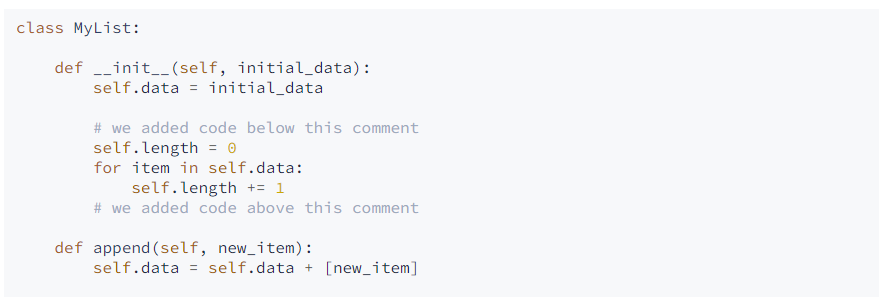 class MyList:
    def __init__(self, initial_data):
        self.data = initial_data
        # we added code below this comment
        self.length = 0
        for item in self.data:
            self.length += 1
        # we added code above this comment
    def append(self, new_item):
        self.data = self.data + [new_item]